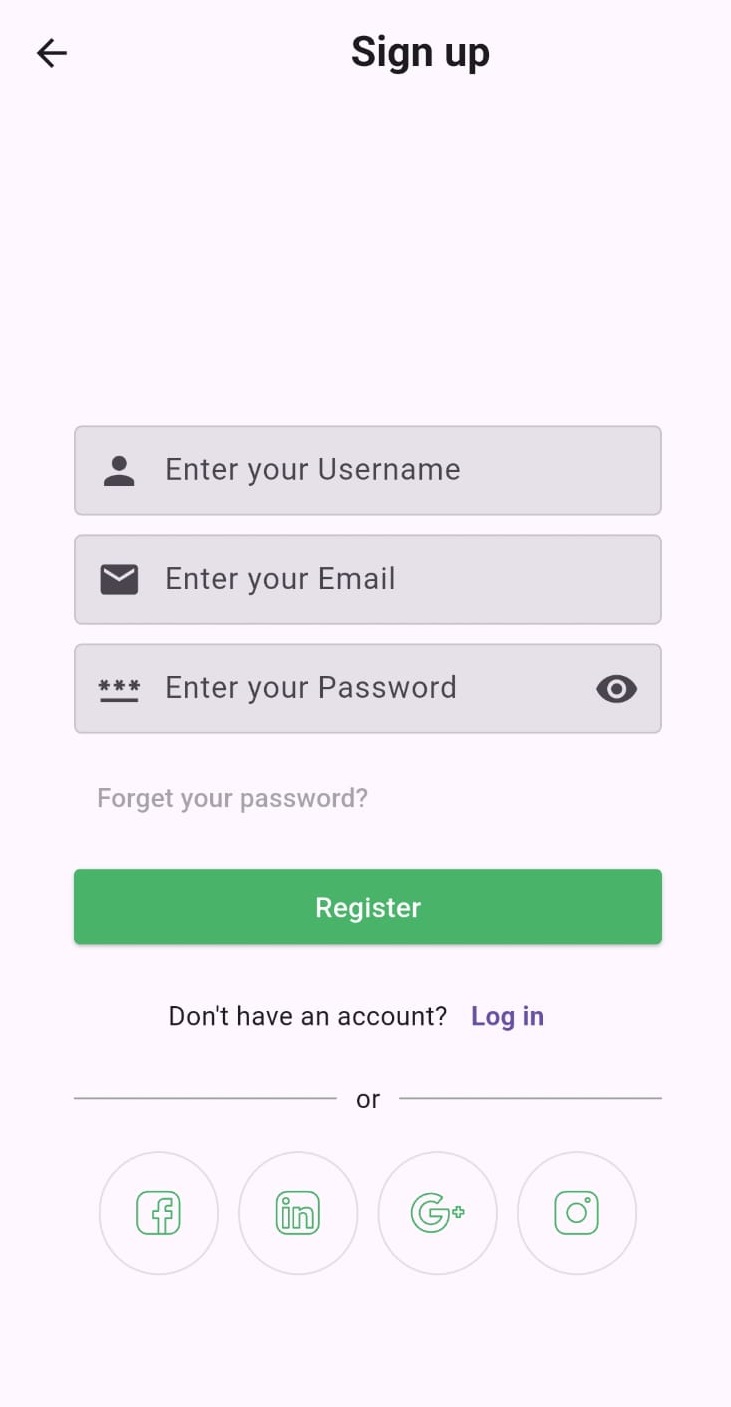 Sign up
Enter your Username
Enter your Email
*** Enter your Password
Forget your password?
Register
Don't have an account? Log in
or
f in G+